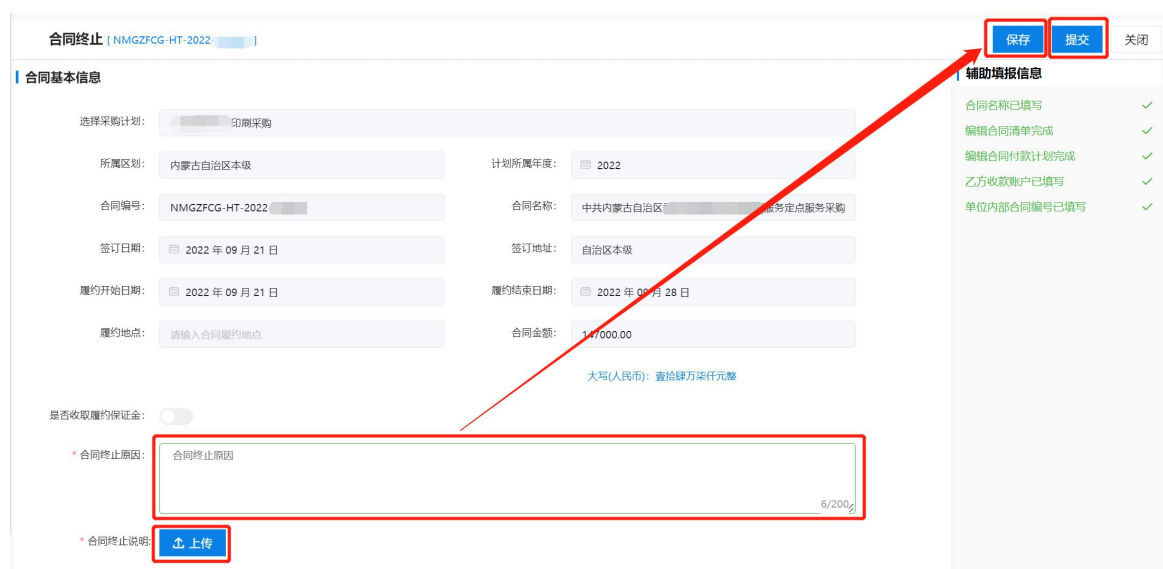 合同终止 [ NMGZFCG-HT-2022- ]
保存 提交 关闭
合同基本信息
辅助填报信息
合同名称已填写
编辑合同清单完成
编辑合同付款计划完成
乙方收款账户已填写
单位内部合同编号已填写
选择采购计划: 印刷采购
所属区划: 内蒙古自治区本级 计划所属年度: 2022
合同编号: NMGZFCG-HT-2022 合同名称: 中共内蒙古自治区 服务定点服务采购
签订日期: 2022 年 09 月 21 日 签订地址: 自治区本级
履约开始日期: 2022 年 09 月 21 日 履约结束日期: 2022 年 09 月 28 日
履约地点: 请输入合同履约地点 合同金额: 147000.00
大写(人民币): 壹拾肆万柒仟元整
是否收取履约保证金:
* 合同终止原因: 合同终止原因
6/200
* 合同终止说明: 上传